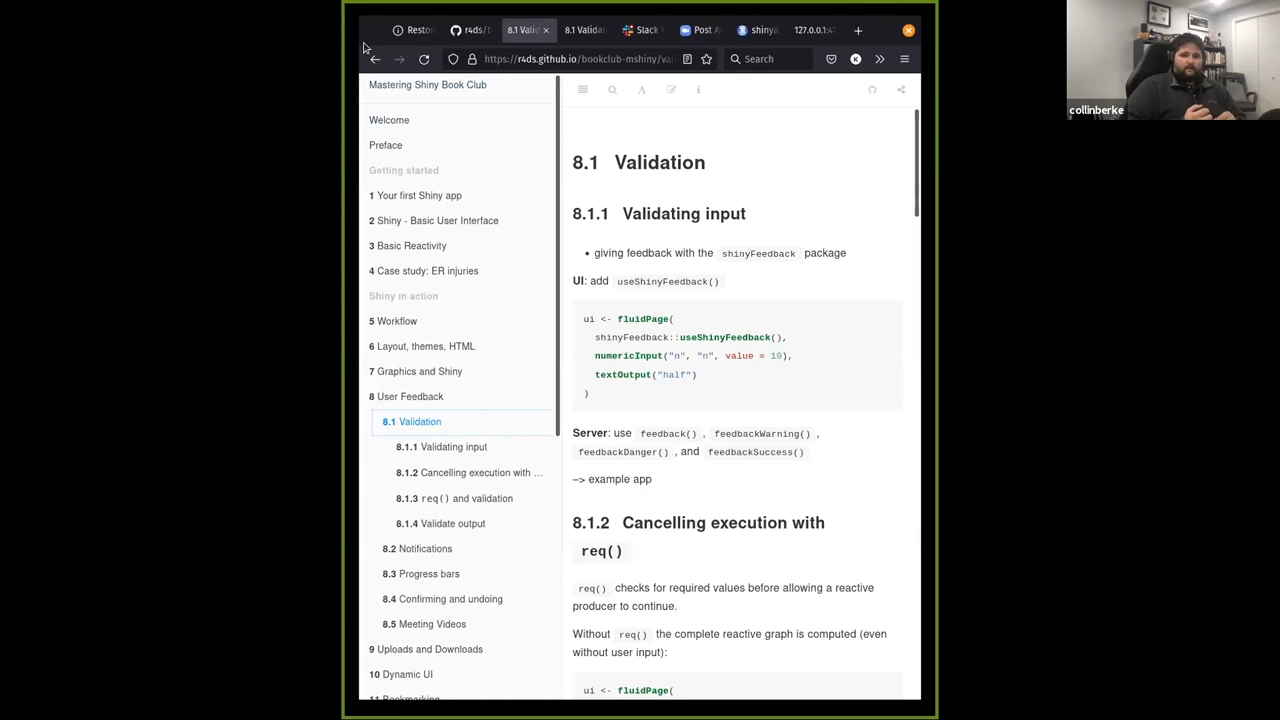 Restor
r4ds/b
8.1 Valid
8.1 Valida
Slack
Post A
shinya
127.0.0.1:4
https://r4ds.github.io/bookclub-mshiny/val
Search
Mastering Shiny Book Club
Welcome
Preface
Getting started
1 Your first Shiny app
2 Shiny - Basic User Interface
3 Basic Reactivity
4 Case study: ER injuries
Shiny in action
5 Workflow
6 Layout, themes, HTML
7 Graphics and Shiny
8 User Feedback
8.1 Validation
8.1.1 Validating input
8.1.2 Cancelling execution with …
8.1.3 req() and validation
8.1.4 Validate output
8.2 Notifications
8.3 Progress bars
8.4 Confirming and undoing
8.5 Meeting Videos
9 Uploads and Downloads
10 Dynamic UI
11 Bookmarking
8.1 Validation
8.1.1 Validating input
• giving feedback with the shinyFeedback package
UI: add useShinyFeedback()
ui <- fluidPage(
shinyFeedback::useShinyFeedback(),
numericInput("n", "n", value = 10),
textOutput("half")
)
Server: use feedback() , feedbackWarning() ,
feedbackDanger() , and feedbackSuccess()
–> example app
8.1.2 Cancelling execution with
req()
req() checks for required values before allowing a reactive
producer to continue.
Without req() the complete reactive graph is computed (even
without user input):
ui <- fluidPage(
collinberke